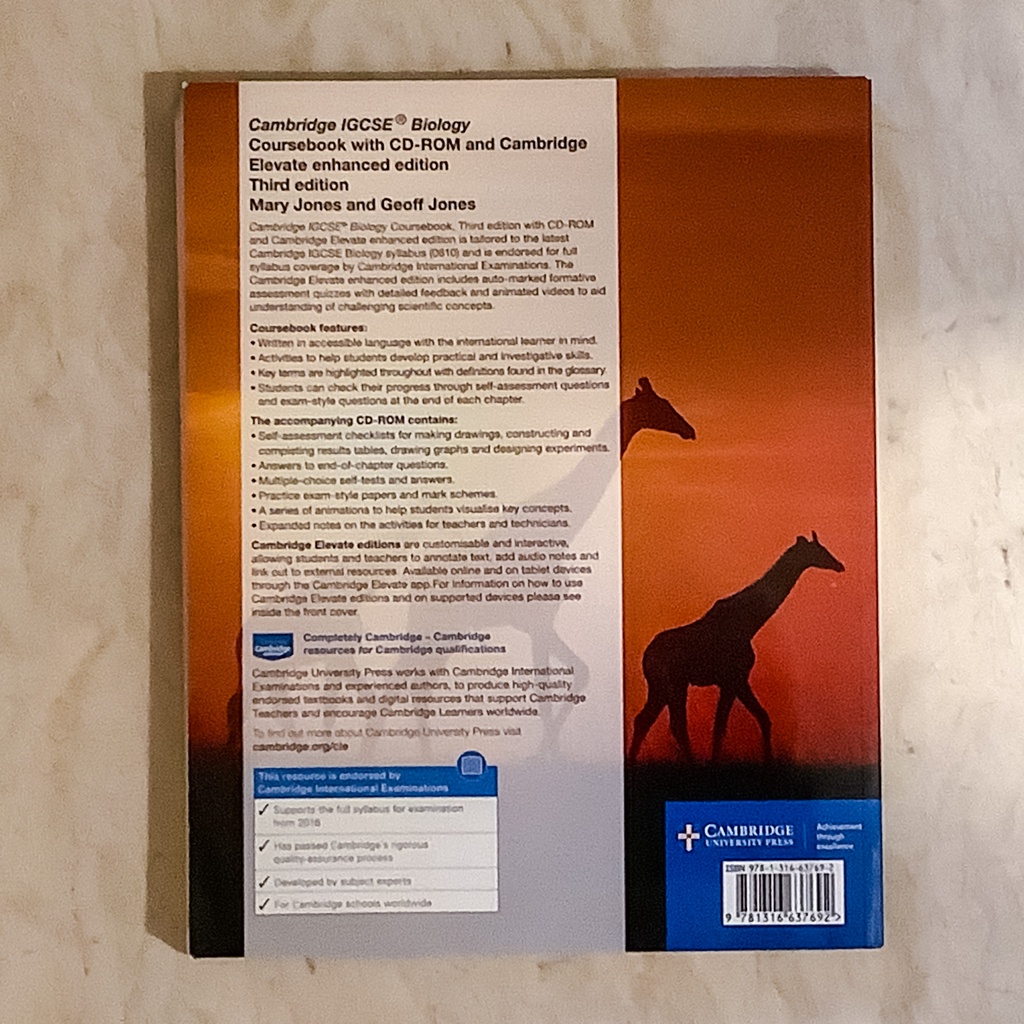 Cambridge IGCSE® Biology
Coursebook with CD-ROM and Cambridge
Elevate enhanced edition
Third edition
Mary Jones and Geoff Jones
Cambridge IGCSE® Biology Coursebook, Third edition with CD-ROM
and Cambridge Elevate enhanced edition is tailored to the latest
Cambridge IGCSE Biology syllabus (0610) and is endorsed for full
syllabus coverage by Cambridge International Examinations. The
Cambridge Elevate enhanced edition includes auto-marked formative
assessment quizzes with detailed feedback and animated videos to aid
understanding of challenging scientific concepts.
Coursebook features:
• Written in accessible language with the international learner in mind.
• Activities to help students develop practical and investigative skills.
• Key terms are highlighted throughout with definitions found in the glossary.
• Students can check their progress through self-assessment questions
and exam-style questions at the end of each chapter.
The accompanying CD-ROM contains:
• Self-assessment checklists for making drawings, constructing and
completing results tables, drawing graphs and designing experiments.
• Answers to end-of-chapter questions.
• Multiple-choice self-tests and answers.
• Practice exam-style papers and mark schemes.
• A series of animations to help students visualise key concepts.
• Expanded notes on the activities for teachers and technicians.
Cambridge Elevate editions are customisable and interactive,
allowing students and teachers to annotate text, add audio notes and
link out to external resources. Available online and on tablet devices
through the Cambridge Elevate app.For information on how to use
Cambridge Elevate editions and on supported devices please see
inside the front cover.
Cambridge
Completely Cambridge – Cambridge
resources for Cambridge qualifications
Cambridge University Press works with Cambridge International
Examinations and experienced authors, to produce high-quality
endorsed textbooks and digital resources that support Cambridge
Teachers and encourage Cambridge Learners worldwide.
To find out more about Cambridge University Press visit
cambridge.org/cie
This resource is endorsed by
Cambridge International Examinations
✓ Supports the full syllabus for examination
from 2016
✓ Has passed Cambridge's rigorous
quality-assurance process
✓ Developed by subject experts
✓ For Cambridge schools worldwide
CAMBRIDGE
UNIVERSITY PRESS
Achievement
through
excellence
ISBN 978-1-316-63769-2
9 781316 637692 >